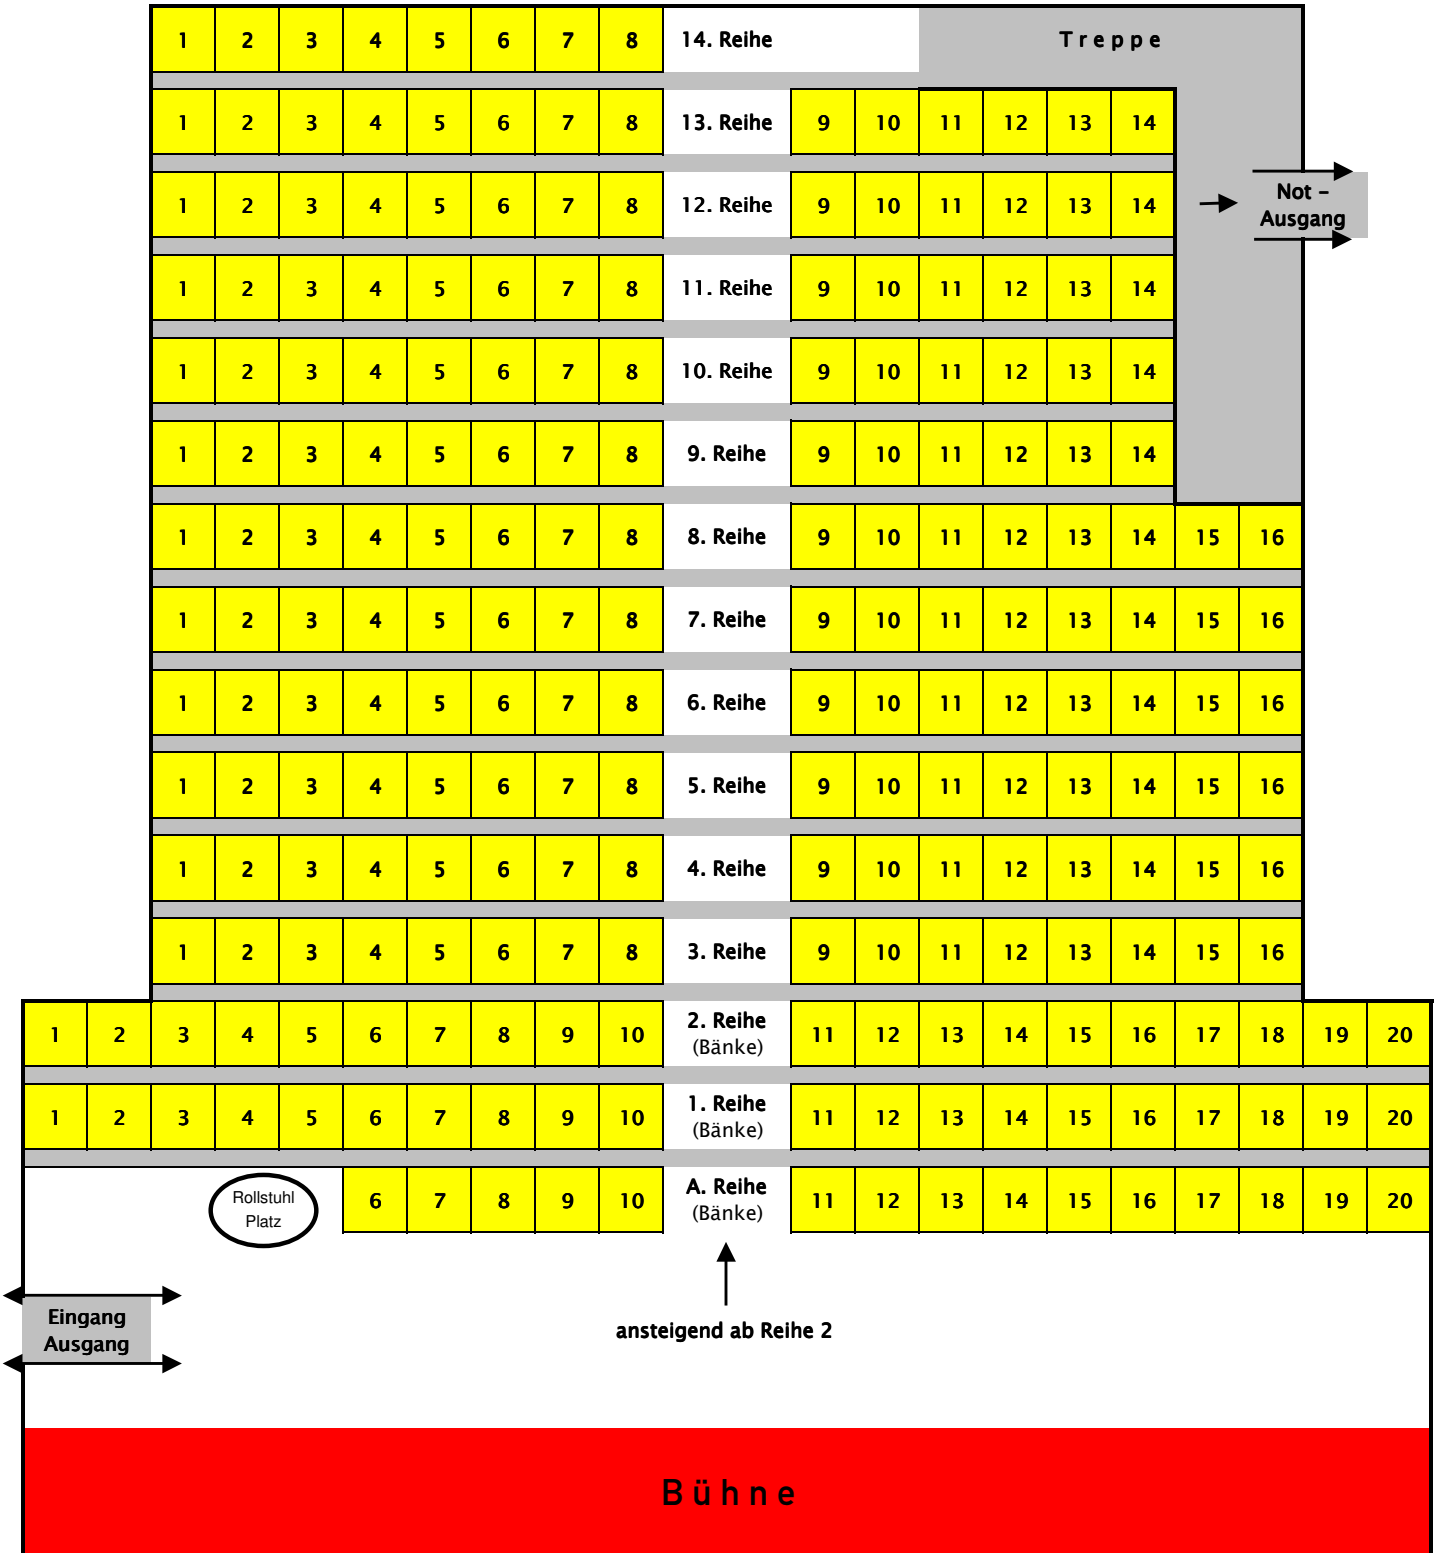 1 2 3 4 5 6 7 8 14. Reihe Treppe
1 2 3 4 5 6 7 8 13. Reihe 9 10 11 12 13 14
1 2 3 4 5 6 7 8 12. Reihe 9 10 11 12 13 14
Not –
Ausgang
1 2 3 4 5 6 7 8 11. Reihe 9 10 11 12 13 14
1 2 3 4 5 6 7 8 10. Reihe 9 10 11 12 13 14
1 2 3 4 5 6 7 8 9. Reihe 9 10 11 12 13 14
1 2 3 4 5 6 7 8 8. Reihe 9 10 11 12 13 14 15 16
1 2 3 4 5 6 7 8 7. Reihe 9 10 11 12 13 14 15 16
1 2 3 4 5 6 7 8 6. Reihe 9 10 11 12 13 14 15 16
1 2 3 4 5 6 7 8 5. Reihe 9 10 11 12 13 14 15 16
1 2 3 4 5 6 7 8 4. Reihe 9 10 11 12 13 14 15 16
1 2 3 4 5 6 7 8 3. Reihe 9 10 11 12 13 14 15 16
1 2 3 4 5 6 7 8 9 10 2. Reihe 11 12 13 14 15 16 17 18 19 20
(Bänke)
1 2 3 4 5 6 7 8 9 10 1. Reihe 11 12 13 14 15 16 17 18 19 20
(Bänke)
Rollstuhl
Platz
6 7 8 9 10 A. Reihe 11 12 13 14 15 16 17 18 19 20
(Bänke)
Eingang
Ausgang
ansteigend ab Reihe 2
Bühne